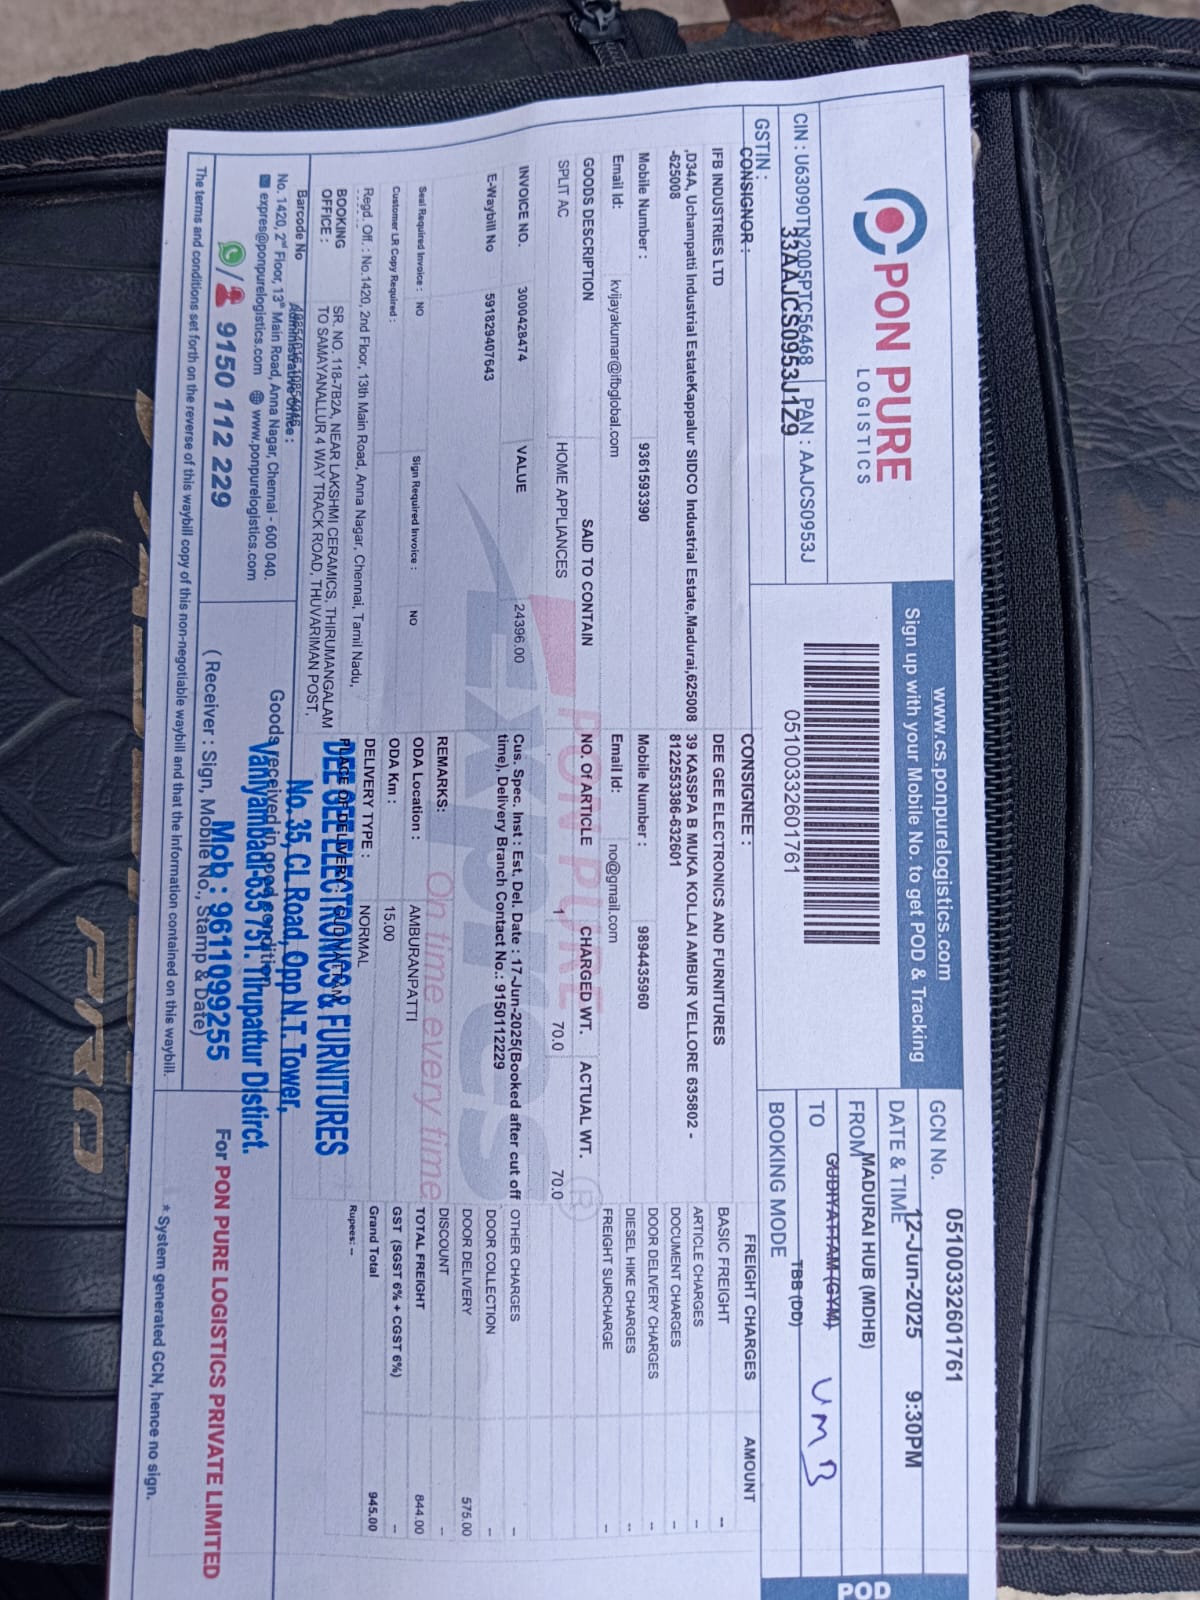 PON PURE
LOGISTICS
CIN : U63090TN2005PTC56468 PAN : AAJCS0953J
GSTIN : 33AAJCS0953J1Z9
www.cs.ponpurelogistics.com
Sign up with your Mobile No. to get POD & Tracking
05100332601761
GCN No. 05100332601761
DATE & TIME 12-Jun-2025 9:30PM
FROM MADURAI HUB (MDHB)
TO GUDIYATTAM (GYM)
UMB
BOOKING MODE TBB (DD)
POD
CONSIGNOR :
IFB INDUSTRIES LTD
,D34A, Uchampatti Industrial EstateKappalur SIDCO Industrial Estate,Madurai,625008
-625008
Mobile Number : 9361593390
Email Id: kvijayakumar@ifbglobal.com
CONSIGNEE :
DEE GEE ELECTRONICS AND FURNITURES
39 KASSPA B MUKA KOLLAI AMBUR VELLORE 635802 -
8122553386-632601
Mobile Number : 9894435960
Email Id: no@gmail.com
GOODS DESCRIPTION SAID TO CONTAIN NO. Of ARTICLE CHARGED WT. ACTUAL WT.
SPLIT AC HOME APPLIANCES 1 70.0 70.0
INVOICE NO. 3000428474 VALUE 24396.00
E-Waybill No 591829407643
Cus. Spec. Inst : Est. Del. Date : 17-Jun-2025(Booked after cut off
time), Delivery Branch Contact No.: 9150112229
Seal Required Invoice : NO Sign Required Invoice : NO
Customer LR Copy Required :
REMARKS:
ODA Location : AMBURANPATTI
ODA Km : 15.00
DELIVERY TYPE : NORMAL
PLACE OF DELIVERY:
FREIGHT CHARGES AMOUNT
BASIC FREIGHT --
ARTICLE CHARGES --
DOCUMENT CHARGES --
DOOR DELIVERY CHARGES --
DIESEL HIKE CHARGES --
FREIGHT SURCHARGE --
OTHER CHARGES --
DOOR COLLECTION --
DOOR DELIVERY 575.00
DISCOUNT --
TOTAL FREIGHT 844.00
GST (SGST 6% + CGST 6%) --
Grand Total 945.00
Rupees: --
PON PURE
expres ®
On time every time
Regd. Off. : No.1420, 2nd Floor, 13th Main Road, Anna Nagar, Chennai, Tamil Nadu,
BOOKING OFFICE : SR. NO. 118-7B2A, NEAR LAKSHMI CERAMICS, THIRUMANGALAM
TO SAMAYANALLUR 4 WAY TRACK ROAD, THUVARIMAN POST,
Barcode No
Administrative Office :
No. 1420, 2nd Floor, 13th Main Road, Anna Nagar, Chennai - 600 040.
expres@ponpurelogistics.com www.ponpurelogistics.com
/ 9150 112 229
Goods received in good condition
( Receiver : Sign, Mobile No., Stamp & Date)
DEE GEE ELECTRONICS & FURNITURES
No. 35, CL Road, Opp N.T. Tower,
Vaniyambadi-635 751. Tirupattur Distirct.
Mob : 9611099255
For PON PURE LOGISTICS PRIVATE LIMITED
* System generated GCN, hence no sign.
The terms and conditions set forth on the reverse of this waybill copy of this non-negotiable waybill and that the information contained on this waybill.
PRO